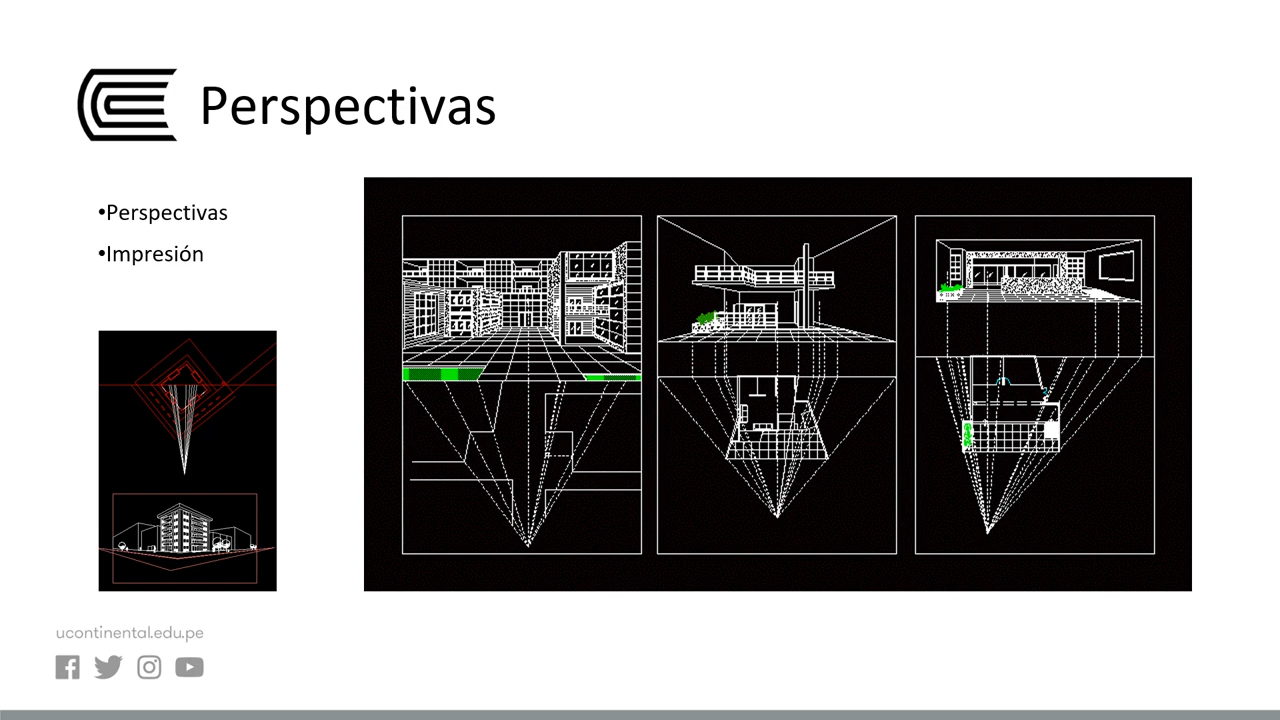 Perspectivas
•Perspectivas
•Impresión
ucontinental.edu.pe